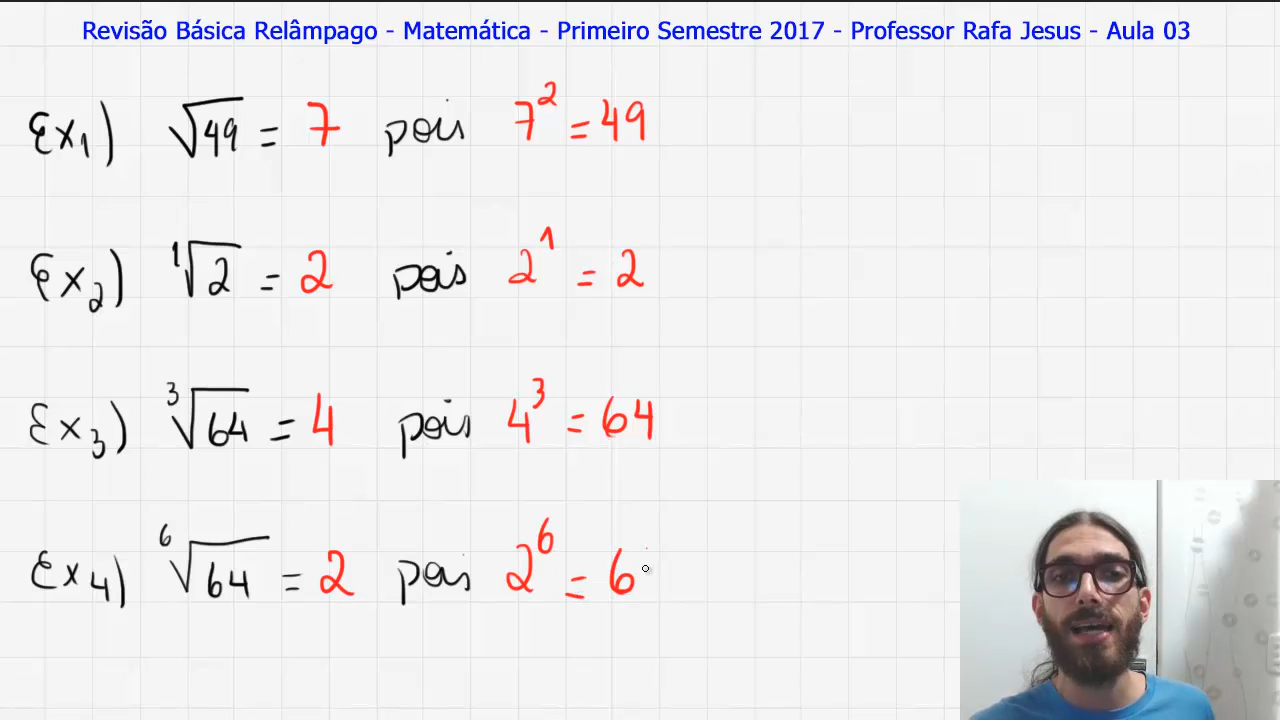 Revisão Básica Relâmpago - Matemática - Primeiro Semestre 2017 - Professor Rafa Jesus - Aula 03
Ex1) √49 = 7 pois 7² = 49
Ex2) ¹√2 = 2 pois 2¹ = 2
Ex3) ³√64 = 4 pois 4³ = 64
Ex4) ⁶√64 = 2 pois 2⁶ = 6